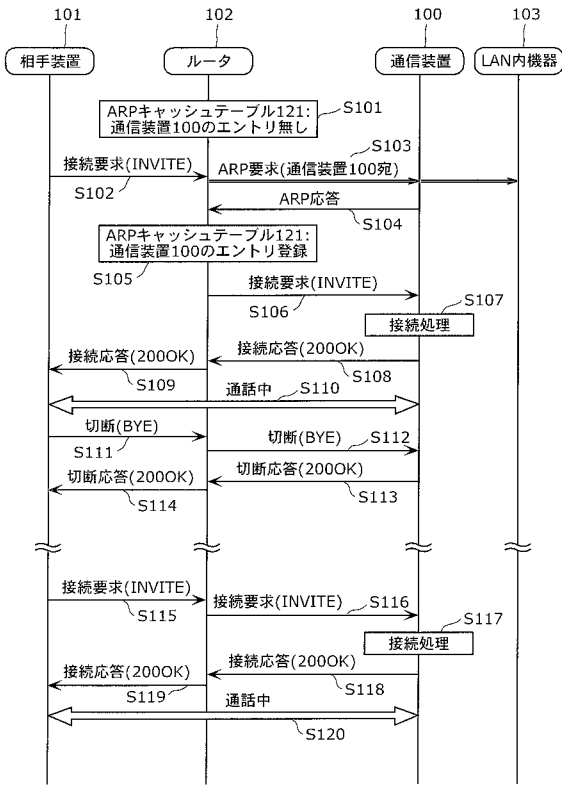 101
102
100
103
相手装置
ルータ
通信装置
LAN内機器
ARPキャッシュテーブル121:
通信装置100のエントリ無し
S101
S103
接続要求(INVITE)
ARP要求(通信装置100宛)
S102
ARP応答
S104
ARPキャッシュテーブル121:
通信装置100のエントリ登録
S105
接続要求(INVITE)
S106
S107
接続処理
接続応答(200OK)
接続応答(200OK)
S108
S109
通話中
S110
切断(BYE)
S111
切断(BYE)
S112
切断応答(200OK)
切断応答(200OK)
S113
S114
接続要求(INVITE)
S115
接続要求(INVITE)
S116
S117
接続処理
接続応答(200OK)
接続応答(200OK)
S118
S119
通話中
S120